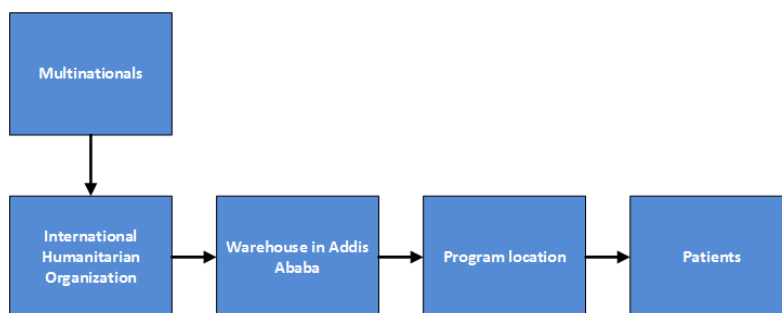 Multinationals
International
Humanitarian
Organization
Warehouse in Addis
Ababa
Program location
Patients